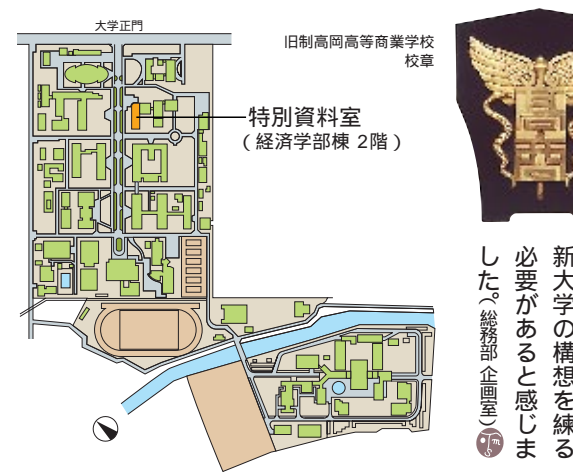 大学正門
旧制高岡高等商業学校
校章
特別資料室
（経済学部棟 2階）
高商
新大学の構想を練る
必要があると感じま
した。（総務部 企画室）